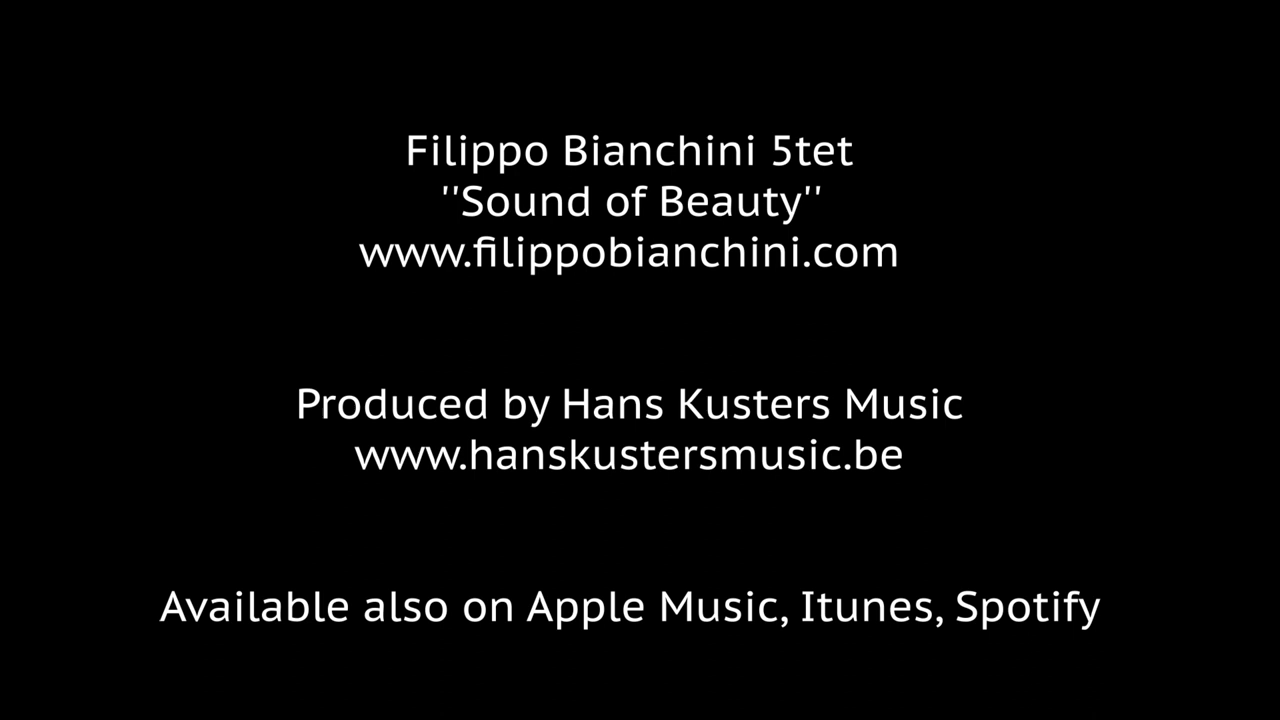 Filippo Bianchini 5tet
''Sound of Beauty''
www.filippobianchini.com
Produced by Hans Kusters Music
www.hanskustersmusic.be
Available also on Apple Music, Itunes, Spotify